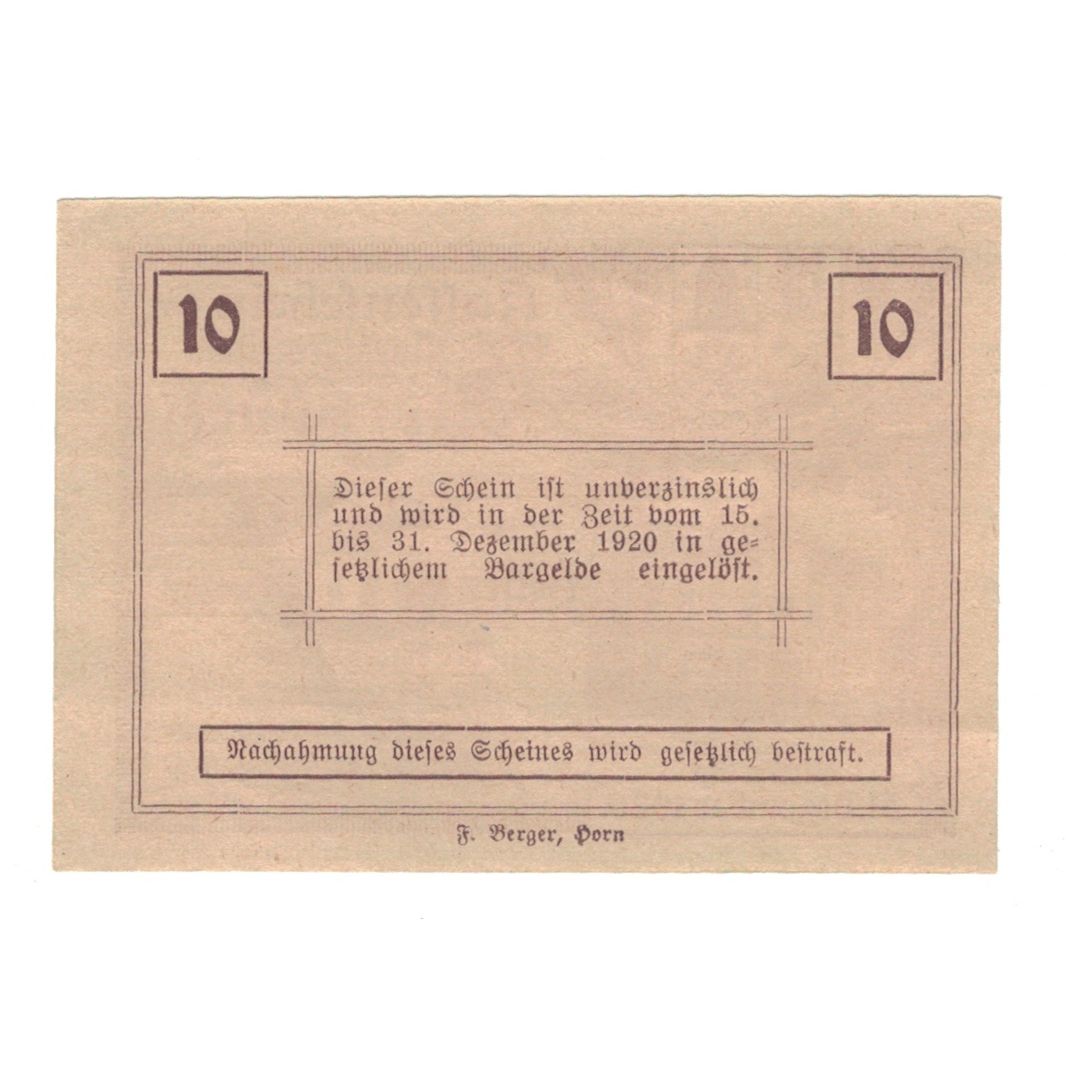 10 10
Dieser Schein ist unverzinslich
und wird in der Zeit vom 15.
bis 31. Dezember 1920 in ge-
setzlichem Bargelde eingelöst.
Nachahmung dieses Scheines wird gesetzlich bestraft.
F. Berger, Horn